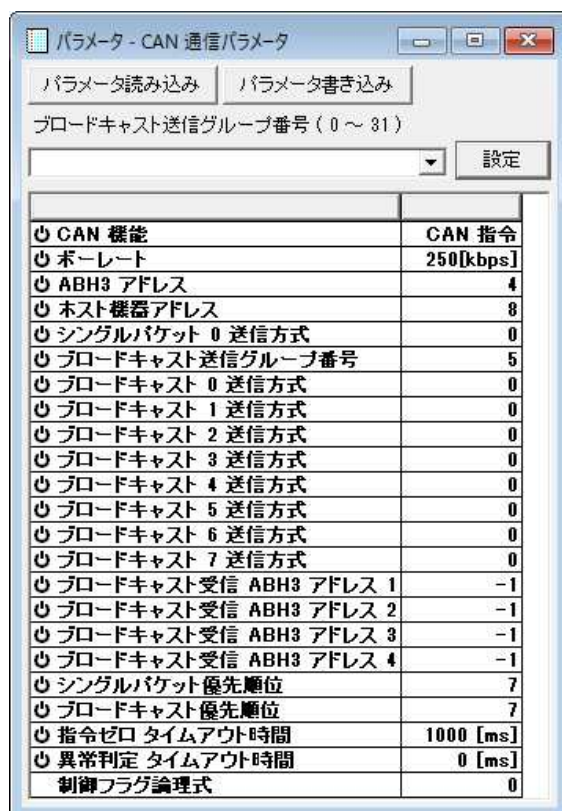 パラメータ - CAN 通信パラメータ
パラメータ読み込み パラメータ書き込み
ブロードキャスト送信グループ番号 ( 0 ～ 31 )
設定
CAN 機能 CAN 指令
ボーレート 250[kbps]
ABH3 アドレス 4
ホスト機器アドレス 8
シングルパケット 0 送信方式 0
ブロードキャスト送信グループ番号 5
ブロードキャスト 0 送信方式 0
ブロードキャスト 1 送信方式 0
ブロードキャスト 2 送信方式 0
ブロードキャスト 3 送信方式 0
ブロードキャスト 4 送信方式 0
ブロードキャスト 5 送信方式 0
ブロードキャスト 6 送信方式 0
ブロードキャスト 7 送信方式 0
ブロードキャスト受信 ABH3 アドレス 1 -1
ブロードキャスト受信 ABH3 アドレス 2 -1
ブロードキャスト受信 ABH3 アドレス 3 -1
ブロードキャスト受信 ABH3 アドレス 4 -1
シングルパケット優先順位 7
ブロードキャスト優先順位 7
指令ゼロ タイムアウト時間 1000 [ms]
異常判定 タイムアウト時間 0 [ms]
制御フラグ論理式 0